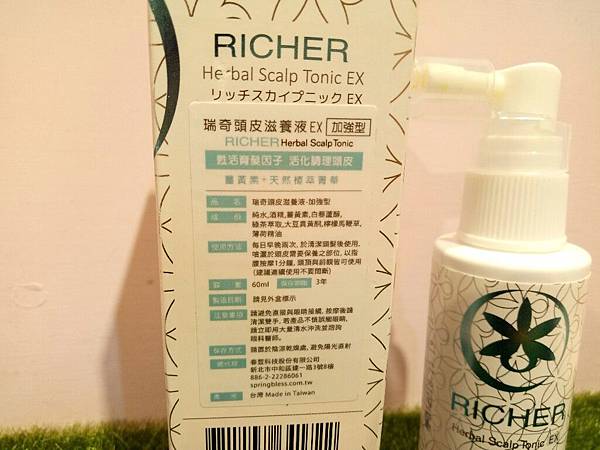 RICHER
Herbal Scalp Tonic EX
リッチスカイプニック EX
瑞奇頭皮滋養液EX 加強型
RICHER Herbal Scalp Tonic
甦活育髮因子 活化調理頭皮
薑黃素+天然精萃菁華
品名 瑞奇頭皮滋養液-加強型
成份 純水,酒精,薑黃素,白藜蘆醇,
綠茶萃取,大豆異黃酮,檸檬馬鞭草,
薄荷精油
使用方法 每日早晚兩次, 於清潔頭髮後使用,
噴灑於頭皮需要保養之部位, 以指
腹按摩1分鐘, 頭頂與前額皆可使用
(建議連續使用不要間斷)
容量 60ml 保存期限 3年
製造日期 請見外盒標示
注意事項 請避免直接與眼睛接觸, 按摩後請
清潔雙手, 若產品不慎誤觸眼睛,
請立即用大量清水沖洗並諮詢
眼科醫師。
保存方式 請置於陰涼乾燥處, 避免陽光直射
總代理 春豐科技股份有限公司
新北市中和區建一路3號8樓
886-2-22286061
springbless.com.tw
產地 台灣 Made in Taiwan
RICHER
Herbal Scalp Tonic EX